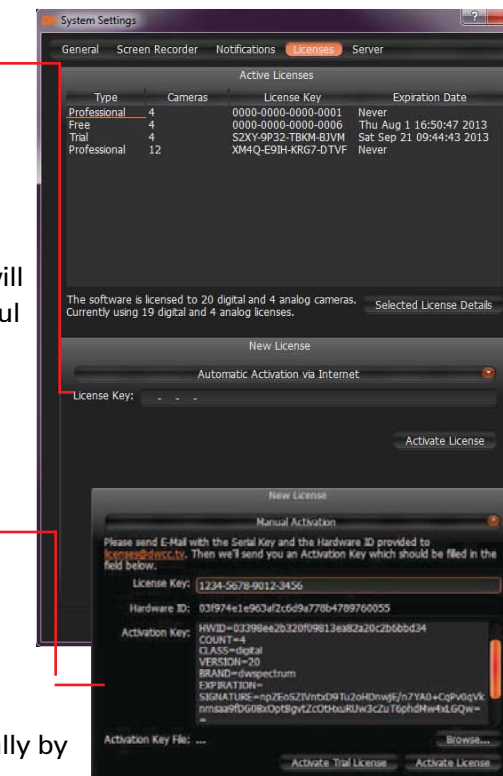 System Settings
?
General Screen Recorder Notifications Licenses Server
Active Licenses
Type Cameras License Key Expiration Date
Professional 4 0000-0000-0000-0001 Never
Free 4 0000-0000-0000-0006 Thu Aug 1 16:50:47 2013
Trial 4 S2XY-9P32-TBKM-BJVM Sat Sep 21 09:44:43 2013
Professional 12 XM4Q-E9IH-KRG7-DTVF Never
ill
ul
The software is licensed to 20 digital and 4 analog cameras.
Currently using 19 digital and 4 analog licenses.
Selected License Details
New License
Automatic Activation via Internet
License Key: - - -
Activate License
New License
Manual Activation
Please send E-Mail with the Serial Key and the Hardware ID provided to
licenses@dwcc.tv. Then we'll send you an Activation Key which should be filled in the
field below.
License Key: 1234-5678-9012-3456
Hardware ID: 03f974e1e963af2c6d9a778b4789760055
Activation Key: HWID=03398ee2b320f09813ea82a20c2b6bbd34
COUNT=4
CLASS=digital
VERSION=20
BRAND=dwspectrum
EXPIRATION=
=
Activation Key File: ... Browse...
Activate Trial License Activate License
ally by